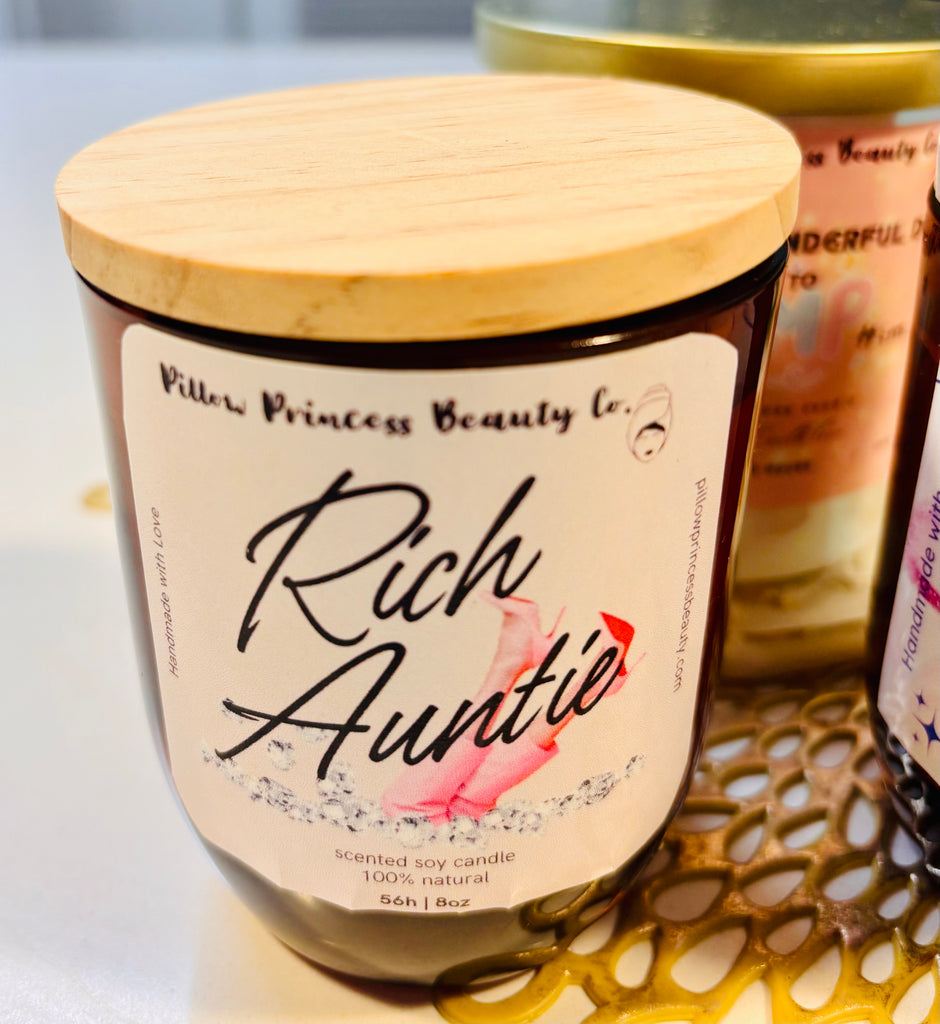 Pillow Princess Beauty Co.
Rich
Auntie
Handmade with Love
pillowprincessbeauty.com
scented soy candle
100% natural
56h | 8oz
Beauty Co
TO
Handmade with